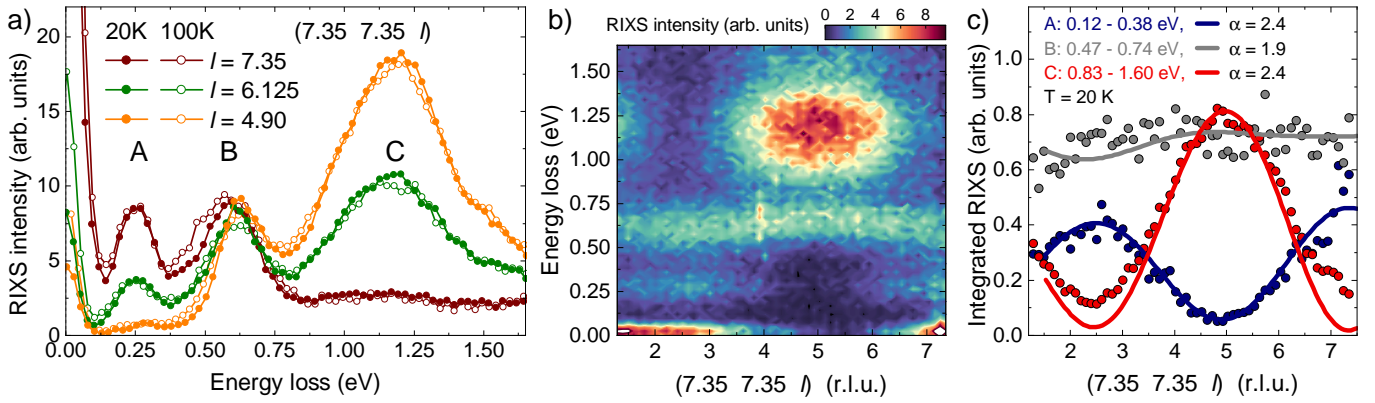 a)
20K 100K (7.35 7.35 l)
l = 7.35
l = 6.125
l = 4.90
A
B
C
RIXS intensity (arb. units)
20
15
10
5
0
0.00 0.25 0.50 0.75 1.00 1.25 1.50
Energy loss (eV)
b)
RIXS intensity (arb. units)
0 2 4 6 8
Energy loss (eV)
1.50
1.25
1.00
0.75
0.50
0.25
0.00
2 3 4 5 6 7
(7.35 7.35 l) (r.l.u.)
c)
A: 0.12 - 0.38 eV, α = 2.4
B: 0.47 - 0.74 eV, α = 1.9
C: 0.83 - 1.60 eV, α = 2.4
T = 20 K
Integrated RIXS (arb. units)
1.0
0.8
0.6
0.4
0.2
0.0
2 3 4 5 6 7
(7.35 7.35 l) (r.l.u.)